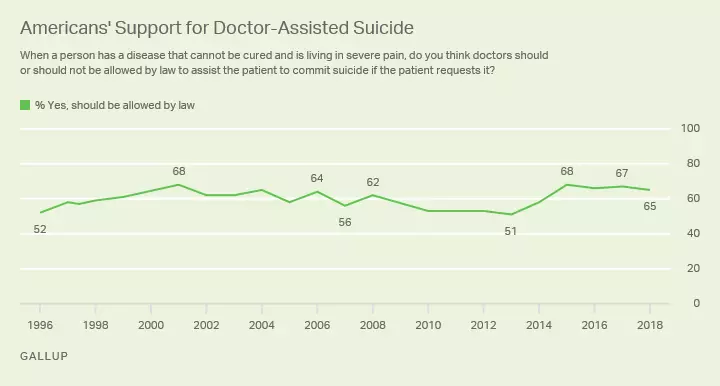 Americans' Support for Doctor-Assisted Suicide
When a person has a disease that cannot be cured and is living in severe pain, do you think doctors should
or should not be allowed by law to assist the patient to commit suicide if the patient requests it?
% Yes, should be allowed by law
100
80
60
40
20
0
52
68
64
56
62
51
68
67
65
1996 1998 2000 2002 2004 2006 2008 2010 2012 2014 2016 2018
GALLUP